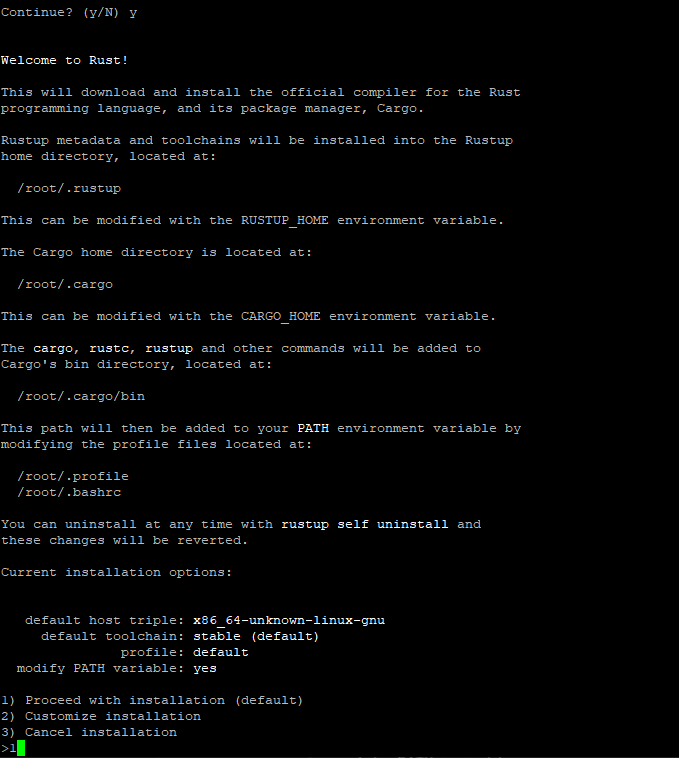 Continue? (y/N) y
Welcome to Rust!
This will download and install the official compiler for the Rust
programming language, and its package manager, Cargo.
Rustup metadata and toolchains will be installed into the Rustup
home directory, located at:
/root/.rustup
This can be modified with the RUSTUP_HOME environment variable.
The Cargo home directory is located at:
/root/.cargo
This can be modified with the CARGO_HOME environment variable.
The cargo, rustc, rustup and other commands will be added to
Cargo's bin directory, located at:
/root/.cargo/bin
This path will then be added to your PATH environment variable by
modifying the profile files located at:
/root/.profile
/root/.bashrc
You can uninstall at any time with rustup self uninstall and
these changes will be reverted.
Current installation options:
default host triple: x86_64-unknown-linux-gnu
default toolchain: stable (default)
profile: default
modify PATH variable: yes
1) Proceed with installation (default)
2) Customize installation
3) Cancel installation
>1